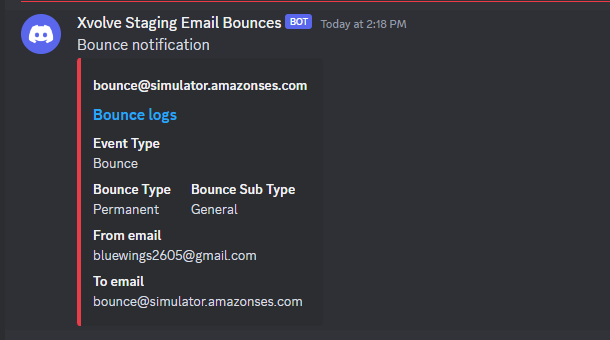 Xvolve Staging Email Bounces BOT Today at 2:18 PM
Bounce notification
bounce@simulator.amazonses.com
Bounce logs
Event Type
Bounce
Bounce Type Bounce Sub Type
Permanent General
From email
bluewings2605@gmail.com
To email
bounce@simulator.amazonses.com